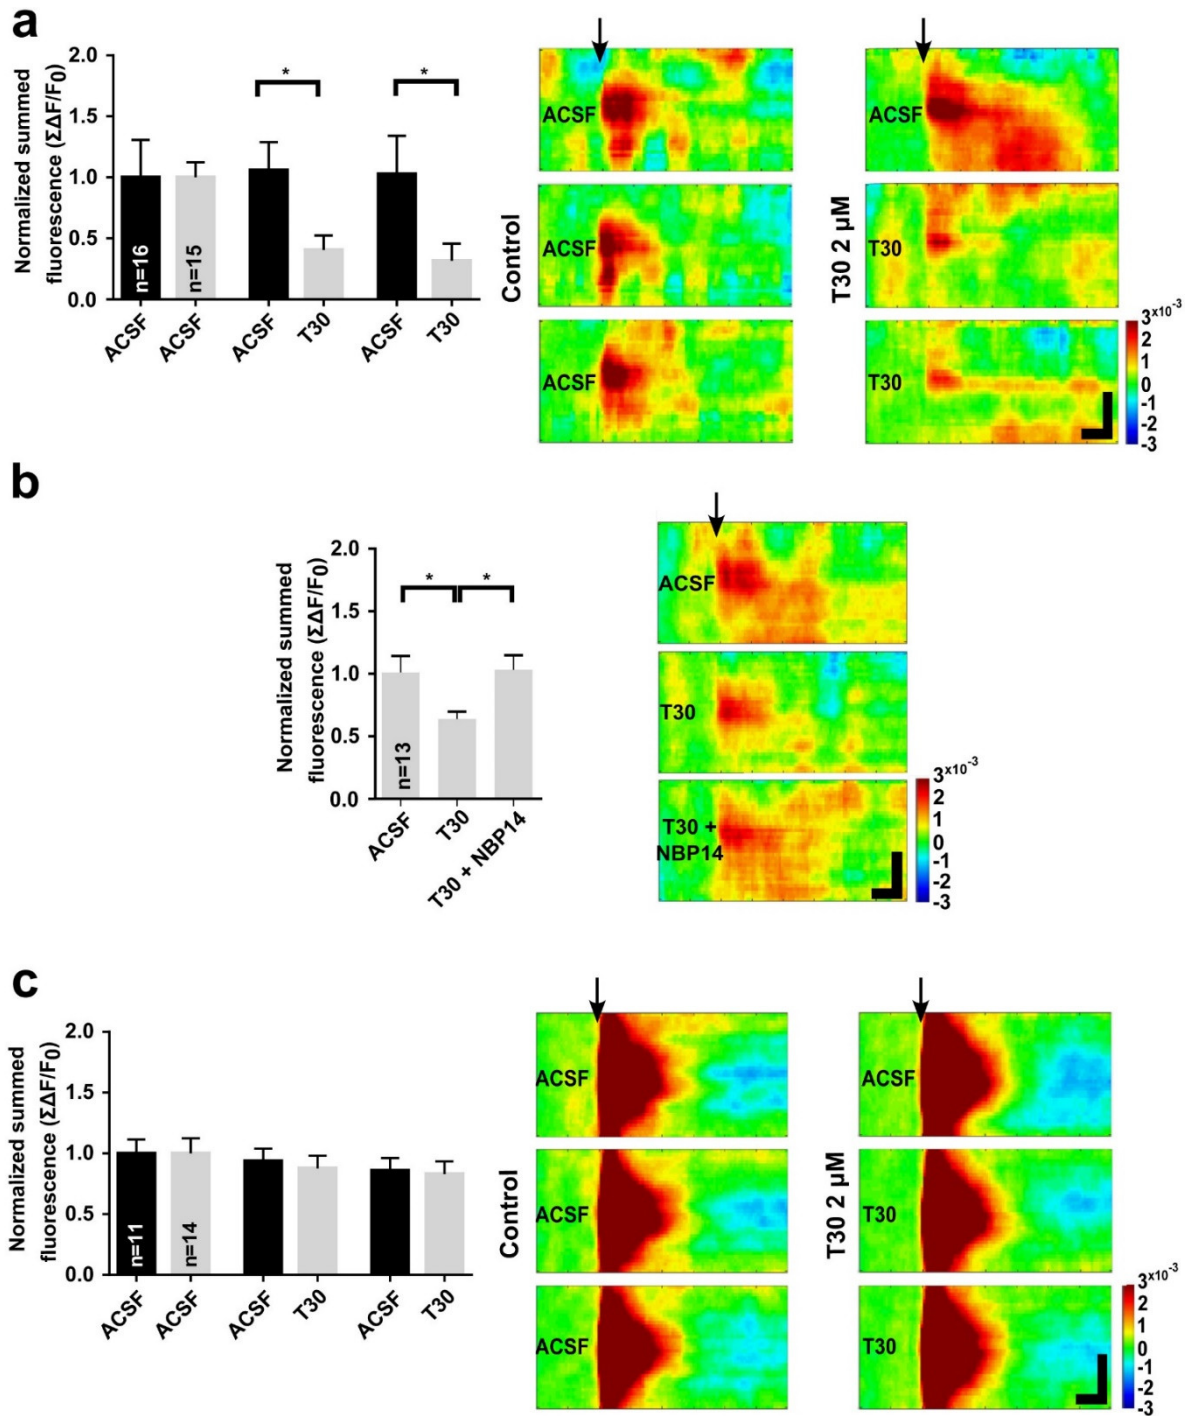 a
Normalized summed
fluorescence (ΣΔF/F0)
2.0
1.5
1.0
0.5
0.0
*
*
n=16
n=15
ACSF
ACSF
ACSF
T30
ACSF
T30
Control
ACSF
ACSF
ACSF
T30 2 µM
ACSF
T30
T30
3x10-3
2
1
0
-1
-2
-3
b
Normalized summed
fluorescence (ΣΔF/F0)
2.0
1.5
1.0
0.5
0.0
*
*
n=13
ACSF
T30
T30 + NBP14
ACSF
T30
T30 +
NBP14
3x10-3
2
1
0
-1
-2
-3
c
Normalized summed
fluorescence (ΣΔF/F0)
2.0
1.5
1.0
0.5
0.0
n=11
n=14
ACSF
ACSF
ACSF
T30
ACSF
T30
Control
ACSF
ACSF
ACSF
T30 2 µM
ACSF
T30
T30
3x10-3
2
1
0
-1
-2
-3